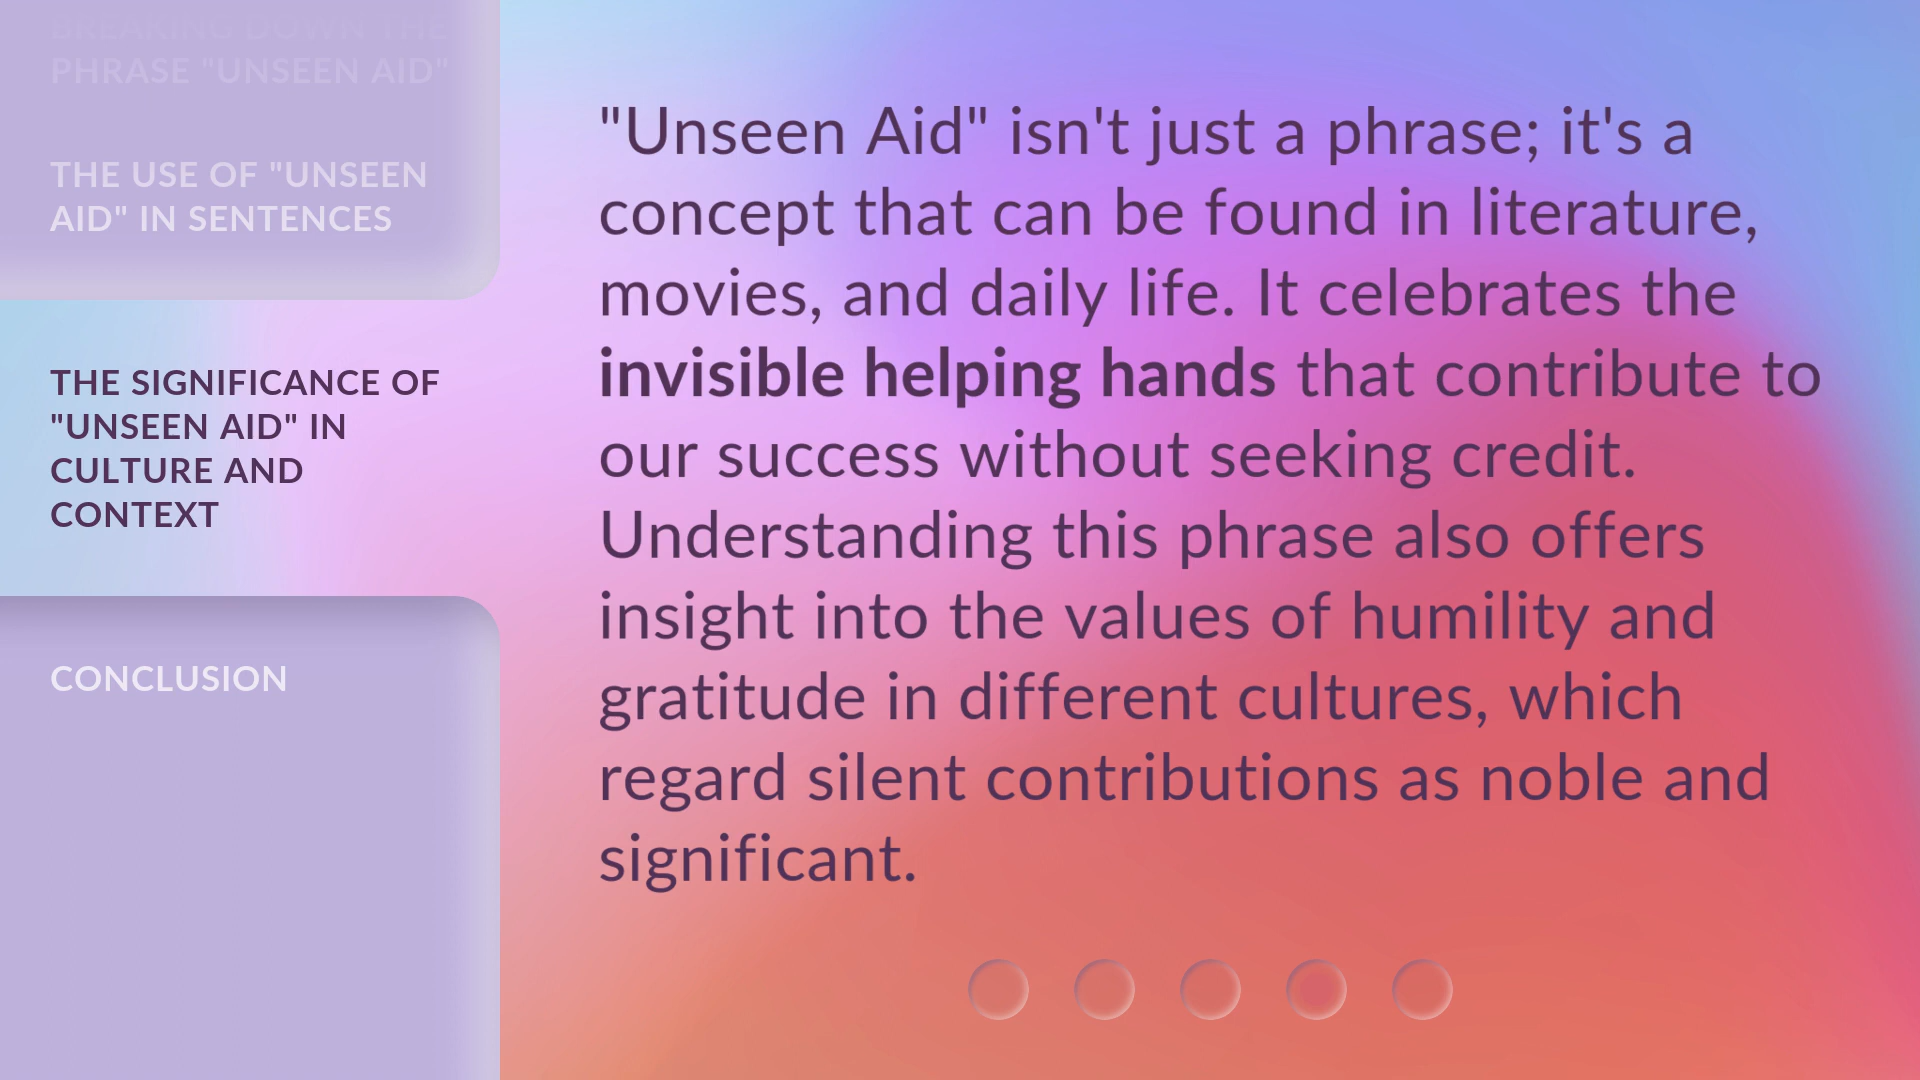 BREAKING DOWN THE
PHRASE "UNSEEN AID"
THE USE OF "UNSEEN
AID" IN SENTENCES
THE SIGNIFICANCE OF
"UNSEEN AID" IN
CULTURE AND
CONTEXT
CONCLUSION
"Unseen Aid" isn't just a phrase; it's a
concept that can be found in literature,
movies, and daily life. It celebrates the
invisible helping hands that contribute to
our success without seeking credit.
Understanding this phrase also offers
insight into the values of humility and
gratitude in different cultures, which
regard silent contributions as noble and
significant.